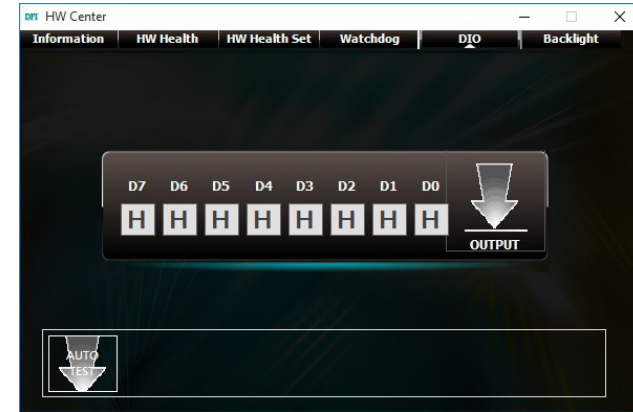 DFI HW Center
Information HW Health HW Health Set Watchdog DIO Backlight
D7 D6 D5 D4 D3 D2 D1 D0
H H H H H H H H
OUTPUT
AUTO
TEST